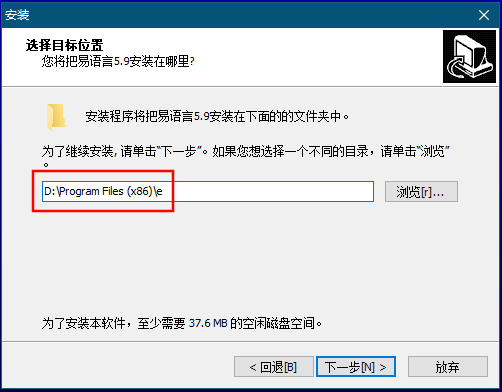 安装
选择目标位置
您将把易语言5.9安装在哪里?
安装程序将把易语言5.9安装在下面的的文件夹中。
为了继续安装, 请单击“下一步”。如果您想选择一个不同的目录，请单击“浏览”
。
D:\Program Files (x86)\e
浏览[r]...
为了安装本软件，至少需要 37.6 MB 的空闲磁盘空间。
< 回退[B]
下一步[N] >
放弃